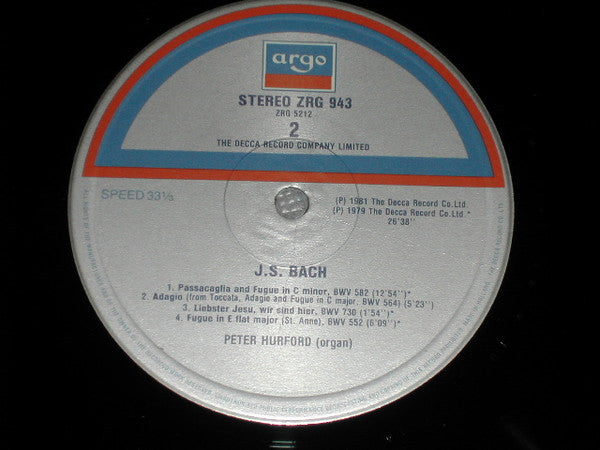 argo
STEREO ZRG 943
ZRG 5212
2
THE DECCA RECORD COMPANY LIMITED
SPEED 33⅓
(P) 1981 The Decca Record Co.Ltd.
(P) 1979 The Decca Record Co.Ltd.*
26'38''
J.S. BACH
1. Passacaglia and Fugue in C minor, BWV 582 (12'54'')*
2. Adagio (from Toccata, Adagio and Fugue in C major, BWV 564) (5'23'')
3. Liebster Jesu, wir sind hier, BWV 730 (1'54'')*
4. Fugue in E flat major (St. Anne), BWV 552 (6'09'')*
PETER HURFORD (organ)